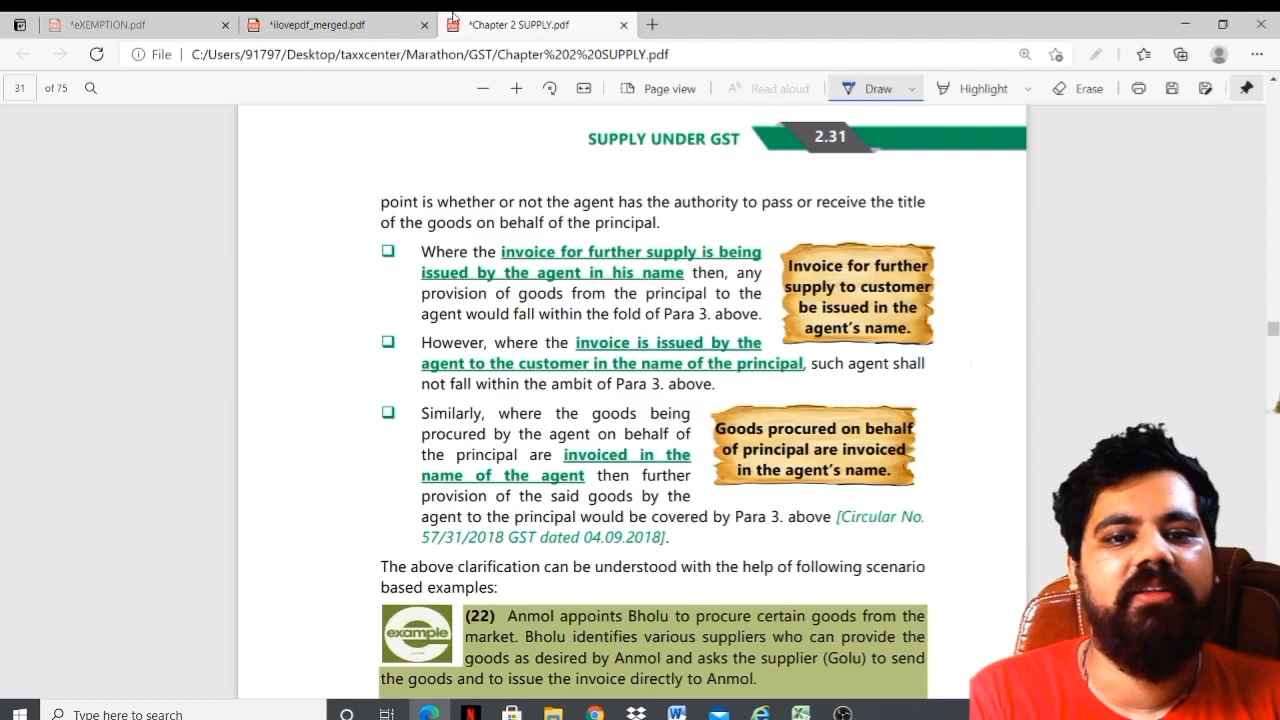 *eXEMPTION.pdf
*ilovepdf_merged.pdf
*Chapter 2 SUPPLY.pdf
File
C:/Users/91797/Desktop/taxxcenter/Marathon/GST/Chapter%202%20SUPPLY.pdf
31 of 75
Page view
Read aloud
Draw
Highlight
Erase
SUPPLY UNDER GST 2.31
point is whether or not the agent has the authority to pass or receive the title
of the goods on behalf of the principal.
Where the invoice for further supply is being
issued by the agent in his name then, any
provision of goods from the principal to the
agent would fall within the fold of Para 3. above.
Invoice for further
supply to customer
be issued in the
agent's name.
However, where the invoice is issued by the
agent to the customer in the name of the principal, such agent shall
not fall within the ambit of Para 3. above.
Similarly, where the goods being
procured by the agent on behalf of
the principal are invoiced in the
name of the agent then further
provision of the said goods by the
agent to the principal would be covered by Para 3. above [Circular No.
57/31/2018 GST dated 04.09.2018].
Goods procured on behalf
of principal are invoiced
in the agent's name.
The above clarification can be understood with the help of following scenario
based examples:
example
(22) Anmol appoints Bholu to procure certain goods from the
market. Bholu identifies various suppliers who can provide the
goods as desired by Anmol and asks the supplier (Golu) to send
the goods and to issue the invoice directly to Anmol.
Type here to search